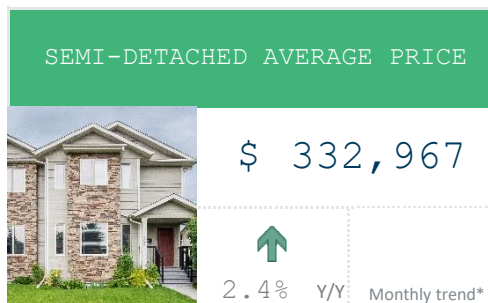 SEMI-DETACHED AVERAGE PRICE
$ 332,967
2.4% Y/Y Monthly trend*